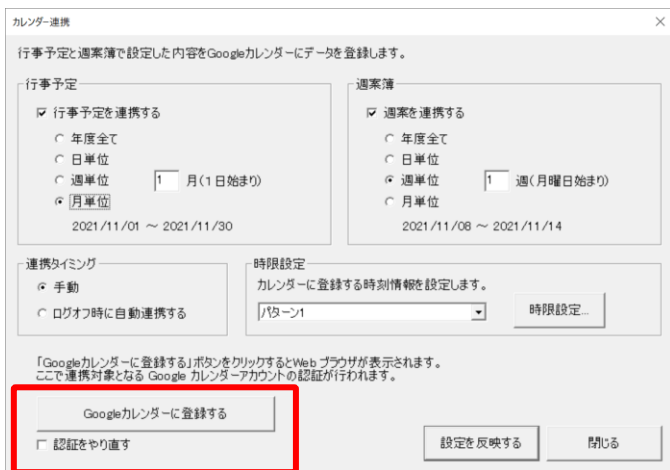 カレンダー連携
行事予定と週案簿で設定した内容をGoogleカレンダーにデータを登録します。
行事予定
行事予定を連携する
年度全て
日単位
週単位 1 月(1日始まり)
月単位
2021/11/01 ～ 2021/11/30
週案簿
週案を連携する
年度全て
日単位
週単位 1 週(月曜日始まり)
月単位
2021/11/08 ～ 2021/11/14
連携タイミング
手動
ログオフ時に自動連携する
時限設定
カレンダーに登録する時刻情報を設定します。
パターン1 時限設定...
「Googleカレンダーに登録する」ボタンをクリックするとWeb ブラウザが表示されます。
ここで連携対象となる Google カレンダーアカウントの認証が行われます。
Googleカレンダーに登録する
認証をやり直す
設定を反映する 閉じる